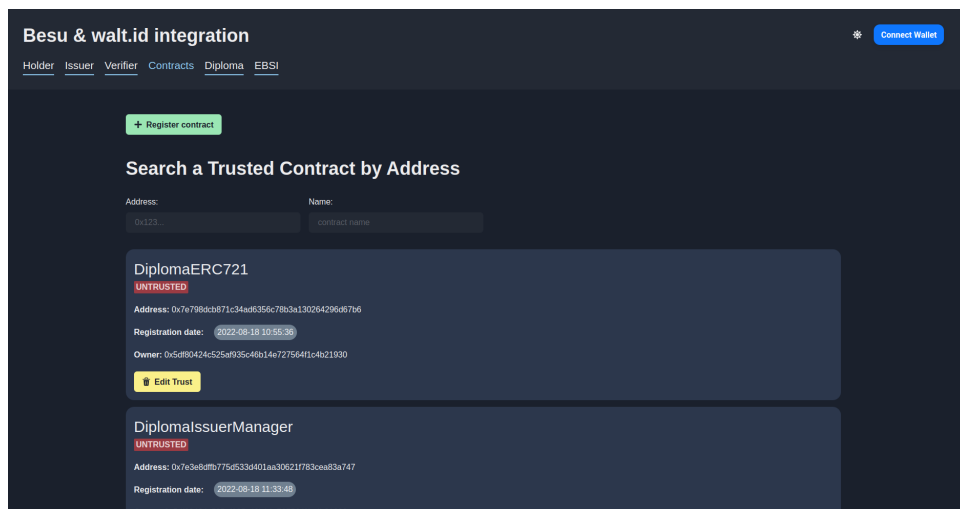 Besu & walt.id integration
Connect Wallet
Holder Issuer Verifier Contracts Diploma EBSI
Register contract
Search a Trusted Contract by Address
Address: Name:
0x123... contract name
DiplomaERC721
UNTRUSTED
Address: 0x7e798dcb871c34ad6356c78b3a130264296d67b6
Registration date: 2022-08-18 10:55:36
Owner: 0x5df80424c525af935c46b14e727564f1c4b21930
Edit Trust
DiplomaIssuerManager
UNTRUSTED
Address: 0x7e3e8dffb775d533d401aa30621f783cea83a747
Registration date: 2022-08-18 11:33:48